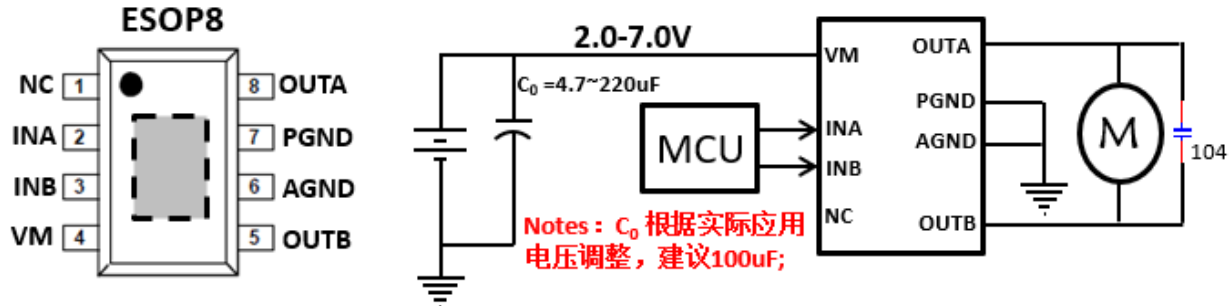 ESOP8
NC 1
INA 2
INB 3
VM 4
8 OUTA
7 PGND
6 AGND
5 OUTB
2.0-7.0V
C₀ =4.7~220uF
MCU
VM
INA
INB
NC
OUTA
PGND
AGND
OUTB
M
104
Notes：C₀ 根据实际应用
电压调整，建议100uF;